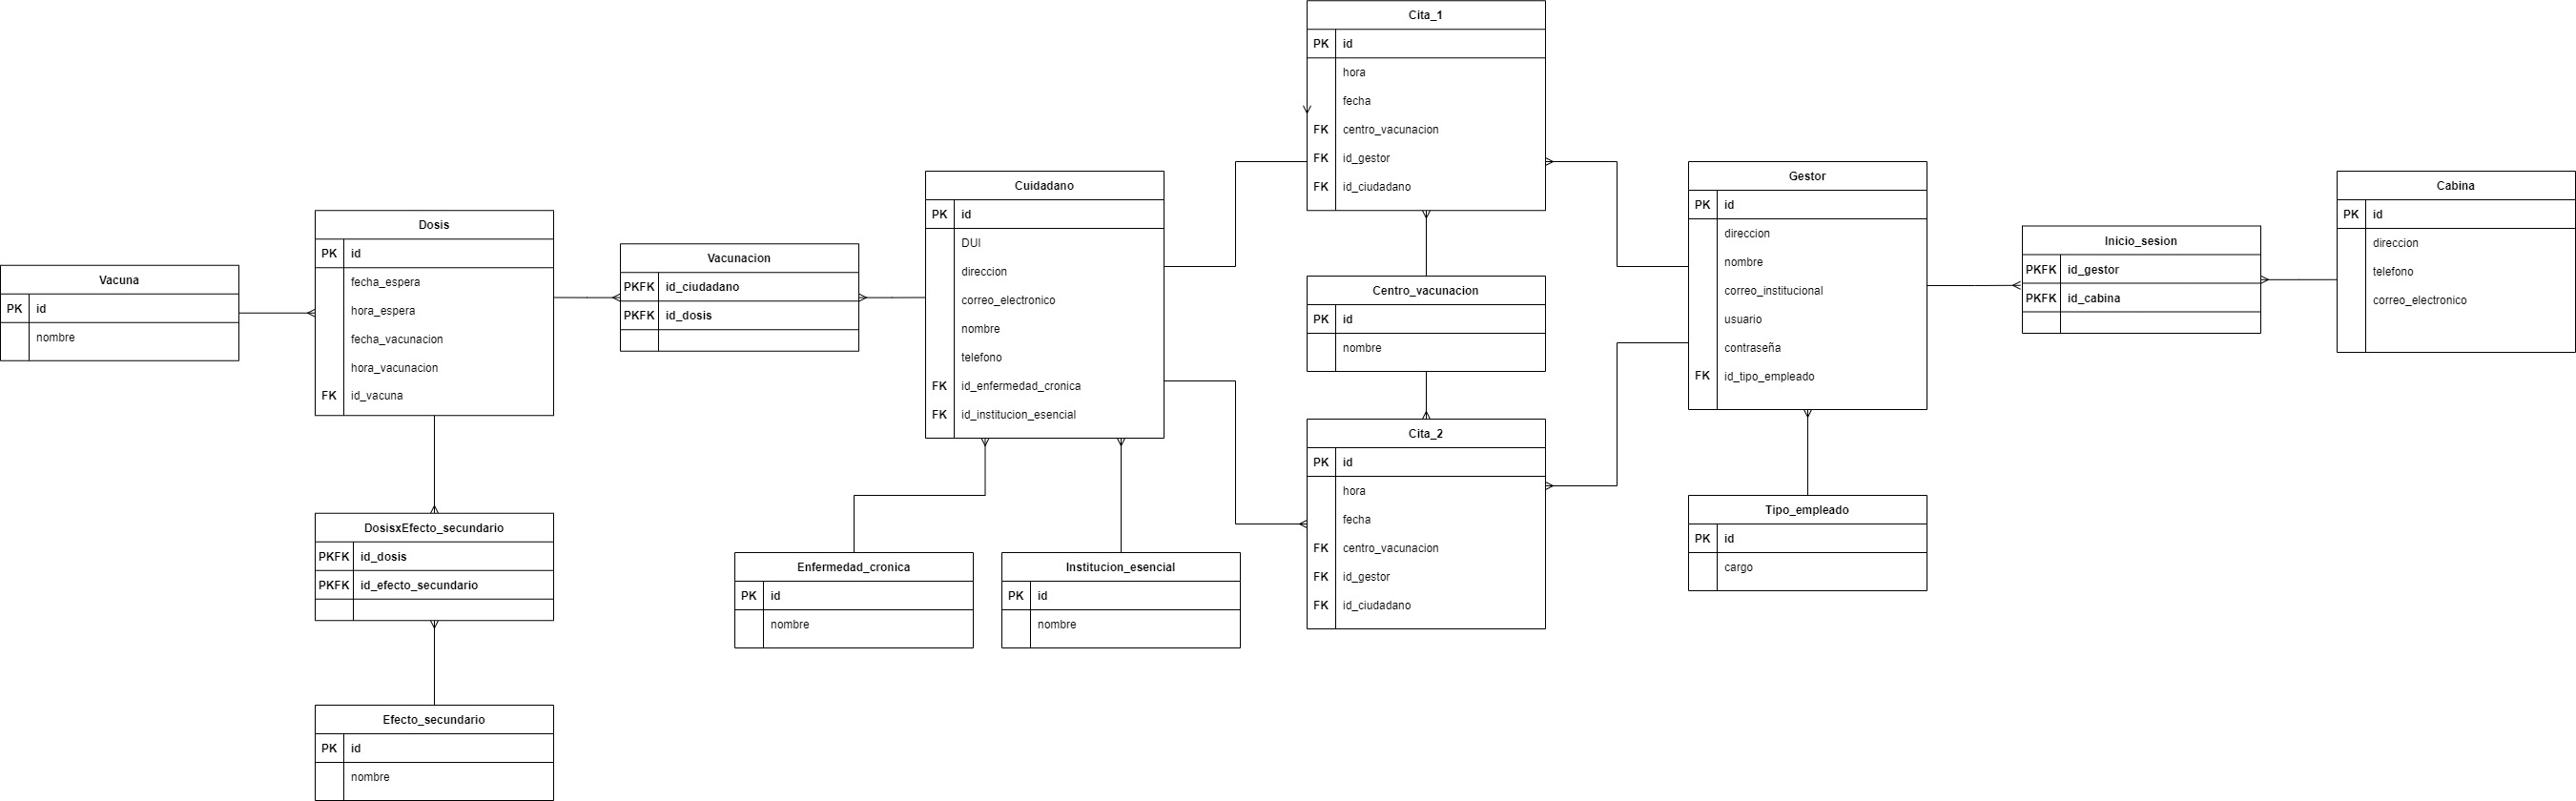 Vacuna
PK id
nombre
Dosis
PK id
fecha_espera
hora_espera
fecha_vacunacion
hora_vacunacion
FK id_vacuna
DosisxEfecto_secundario
PKFK id_dosis
PKFK id_efecto_secundario
Efecto_secundario
PK id
nombre
Vacunacion
PKFK id_ciudadano
PKFK id_dosis
Cuidadano
PK id
DUI
direccion
correo_electronico
nombre
telefono
FK id_enfermedad_cronica
FK id_institucion_esencial
Enfermedad_cronica
PK id
nombre
Institucion_esencial
PK id
nombre
Cita_1
PK id
hora
fecha
FK centro_vacunacion
FK id_gestor
FK id_ciudadano
Centro_vacunacion
PK id
nombre
Cita_2
PK id
hora
fecha
FK centro_vacunacion
FK id_gestor
FK id_ciudadano
Gestor
PK id
direccion
nombre
correo_institucional
usuario
contraseña
FK id_tipo_empleado
Tipo_empleado
PK id
cargo
Inicio_sesion
PKFK id_gestor
PKFK id_cabina
Cabina
PK id
direccion
telefono
correo_electronico